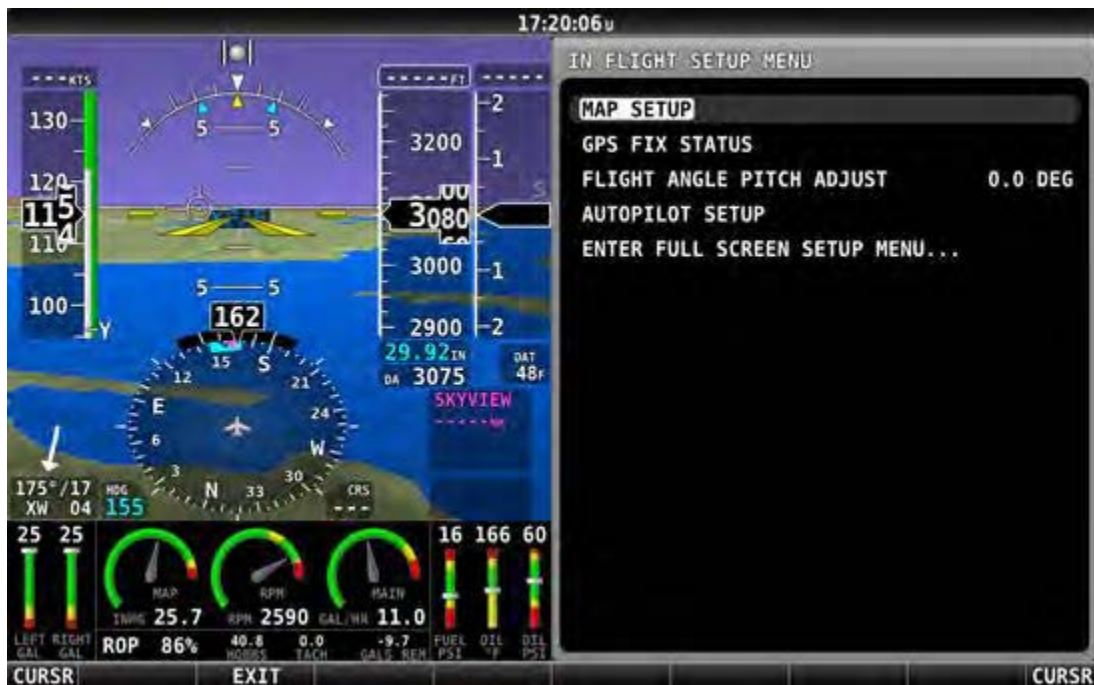 17:20:06U
IN FLIGHT SETUP MENU
MAP SETUP
GPS FIX STATUS
FLIGHT ANGLE PITCH ADJUST 0.0 DEG
AUTOPILOT SETUP
ENTER FULL SCREEN SETUP MENU...
---KTS
130
120
115
4
110
100
Y
5 5
5 5
-----FT
-----
3200
00
3080
60
3000
2900
2
1
S
1
2
29.92IN
DA 3075
DAT
48F
SKYVIEW
-----NM
162
15 S 21 24 W 30 33 N 3 6 E 12
175°/17
XW 04
HDG
155
CRS
---
25 25
LEFT GAL
RIGHT GAL
MAP
INHG 25.7
RPM
RPM 2590
MAIN
GAL/HR 11.0
ROP 86%
40.8
HOBBS
0.0
TACH
-9.7
GALS REM
16 166 60
FUEL PSI
OIL °F
OIL PSI
CURSR
EXIT
CURSR